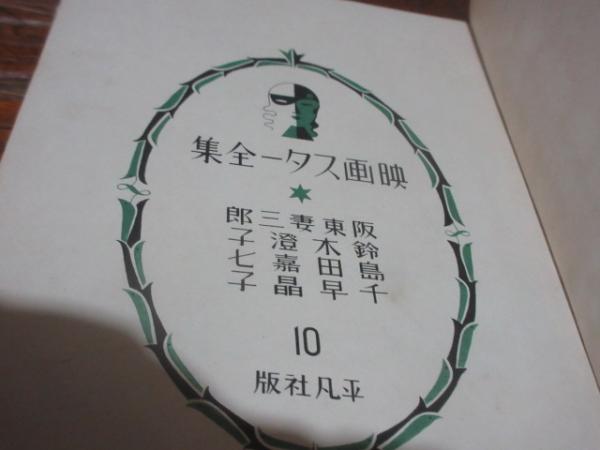 映画スター全集
阪東妻三郎
鈴木澄子
島田嘉七
千早晶子
10
平凡社版